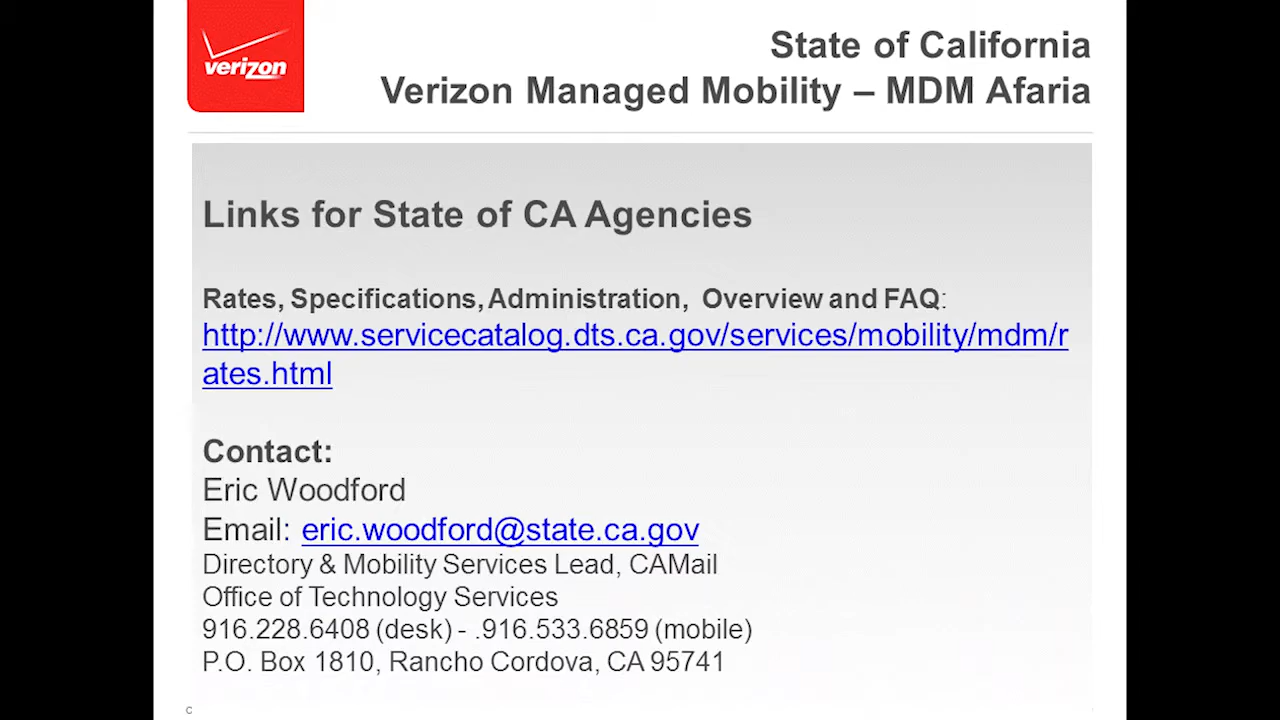 verizon
State of California
Verizon Managed Mobility – MDM Afaria
Links for State of CA Agencies
Rates, Specifications, Administration, Overview and FAQ:
http://www.servicecatalog.dts.ca.gov/services/mobility/mdm/r
ates.html
Contact:
Eric Woodford
Email: eric.woodford@state.ca.gov
Directory & Mobility Services Lead, CAMail
Office of Technology Services
916.228.6408 (desk) - .916.533.6859 (mobile)
P.O. Box 1810, Rancho Cordova, CA 95741